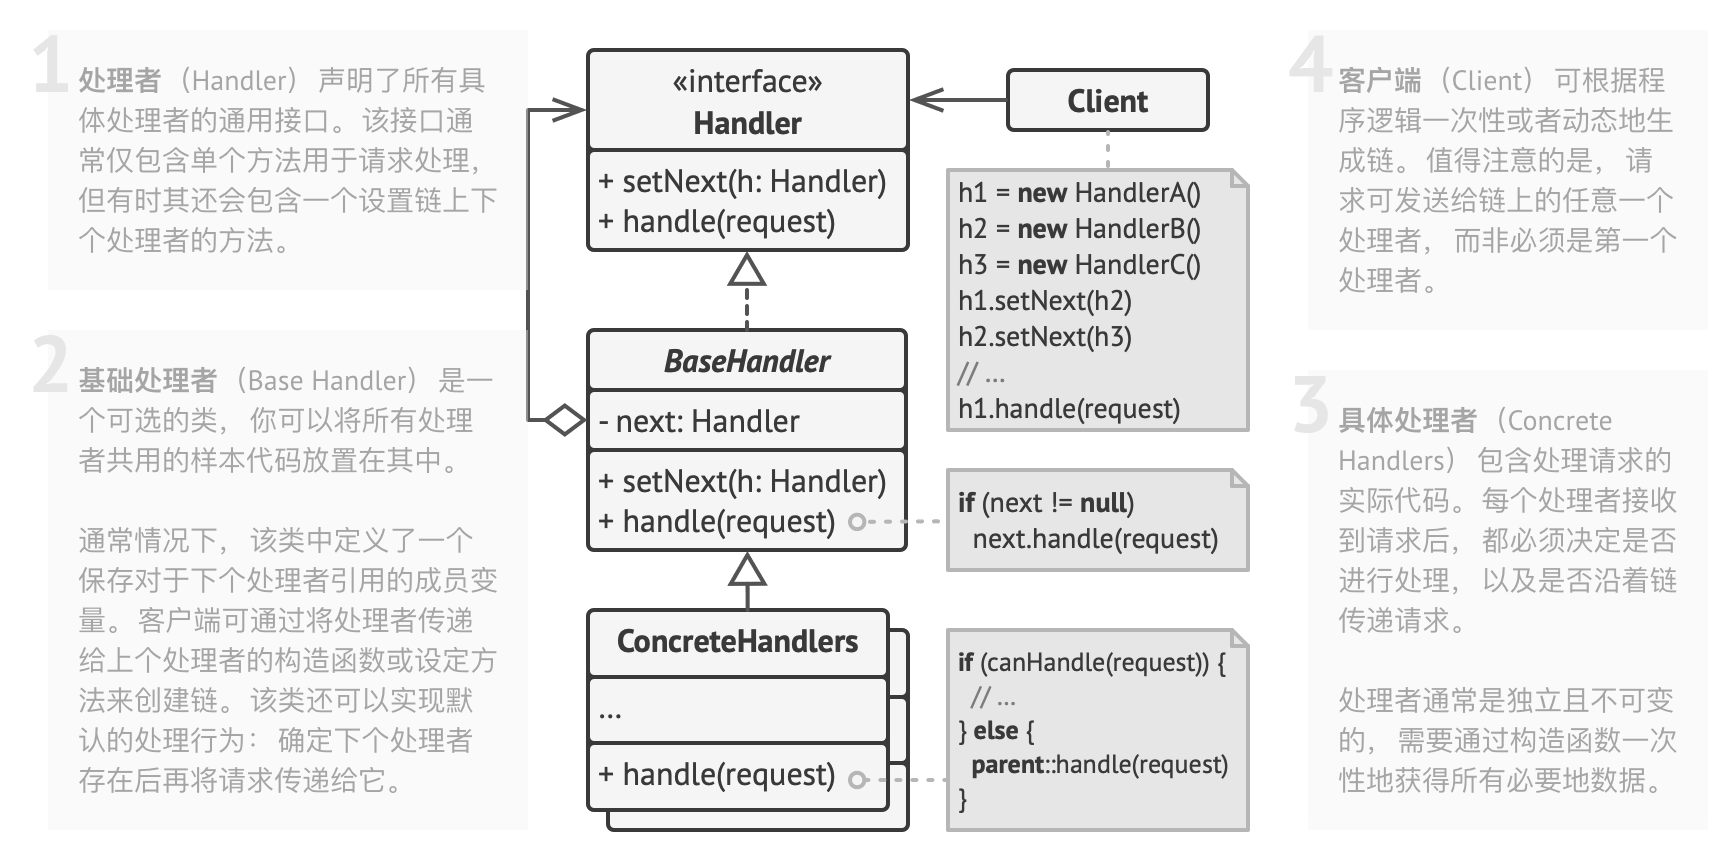 1
处理者 (Handler) 声明了所有具
体处理者的通用接口。 该接口通
常仅包含单个方法用于请求处理,
但有时其还会包含一个设置链上下
个处理者的方法。
2
基础处理者 (Base Handler) 是一
个可选的类, 你可以将所有处理
者共用的样本代码放置在其中。
通常情况下, 该类中定义了一个
保存对于下个处理者引用的成员变
量。 客户端可通过将处理者传递
给上个处理者的构造函数或设定方
法来创建链。 该类还可以实现默
认的处理行为: 确定下个处理者
存在后再将请求传递给它。
«interface»
Handler
+ setNext(h: Handler)
+ handle(request)
BaseHandler
- next: Handler
+ setNext(h: Handler)
+ handle(request)
ConcreteHandlers
...
+ handle(request)
Client
h1 = new HandlerA()
h2 = new HandlerB()
h3 = new HandlerC()
h1.setNext(h2)
h2.setNext(h3)
// ...
h1.handle(request)
if (next != null)
next.handle(request)
if (canHandle(request)) {
// ...
} else {
parent::handle(request)
}
4
客户端 (Client) 可根据程
序逻辑一次性或者动态地生
成链。 值得注意的是, 请
求可发送给链上的任意一个
处理者, 而非必须是第一个
处理者。
3
具体处理者 (Concrete
Handlers) 包含处理请求的
实际代码。 每个处理者接收
到请求后, 都必须决定是否
进行处理, 以及是否沿着链
传递请求。
处理者通常是独立且不可变
的, 需要通过构造函数一次
性地获得所有必要地数据。